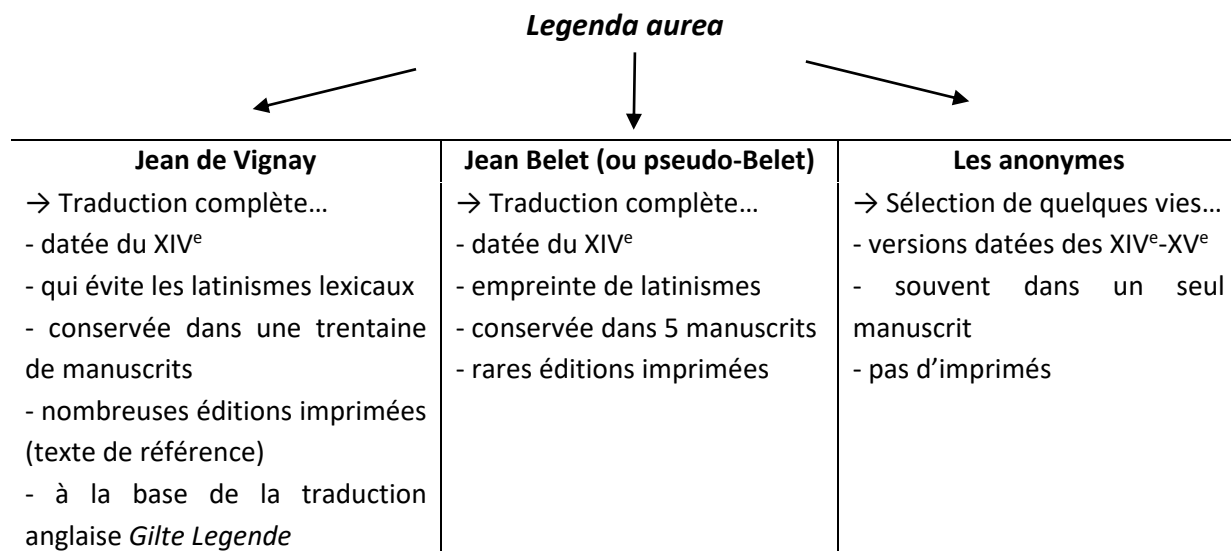 Legenda aurea
Jean de Vignay
→ Traduction complète…
- datée du XIVe
- qui évite les latinismes lexicaux
- conservée dans une trentaine
de manuscrits
- nombreuses éditions imprimées
(texte de référence)
- à la base de la traduction
anglaise Gilte Legende
Jean Belet (ou pseudo-Belet)
→ Traduction complète…
- datée du XIVe
- empreinte de latinismes
- conservée dans 5 manuscrits
- rares éditions imprimées
Les anonymes
→ Sélection de quelques vies…
- versions datées des XIVe-XVe
- souvent dans un seul
manuscrit
- pas d’imprimés